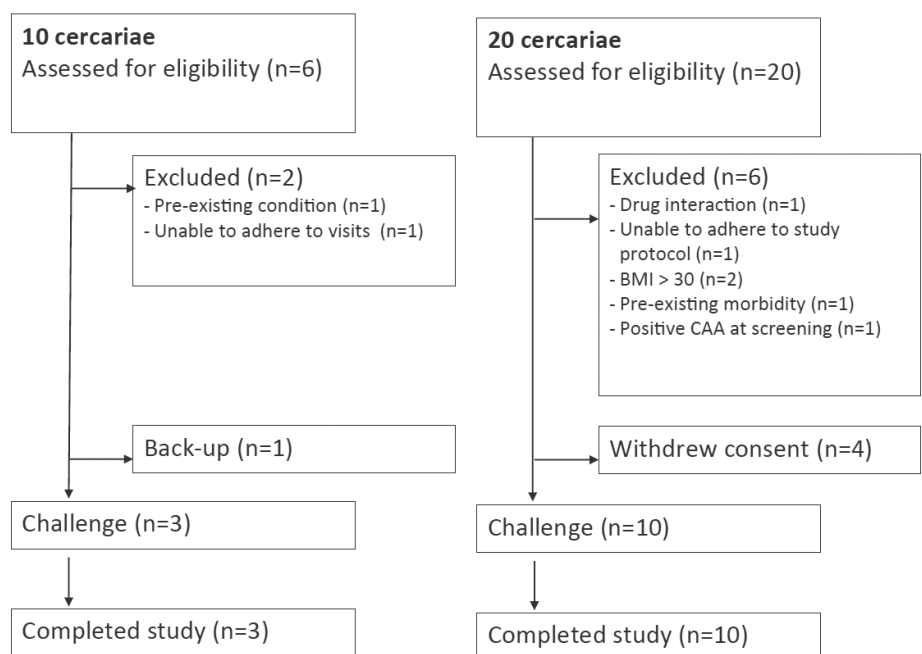 10 cercariae
Assessed for eligibility (n=6)
Excluded (n=2)
- Pre-existing condition (n=1)
- Unable to adhere to visits (n=1)
Back-up (n=1)
Challenge (n=3)
Completed study (n=3)
20 cercariae
Assessed for eligibility (n=20)
Excluded (n=6)
- Drug interaction (n=1)
- Unable to adhere to study
protocol (n=1)
- BMI > 30 (n=2)
- Pre-existing morbidity (n=1)
- Positive CAA at screening (n=1)
Withdrew consent (n=4)
Challenge (n=10)
Completed study (n=10)